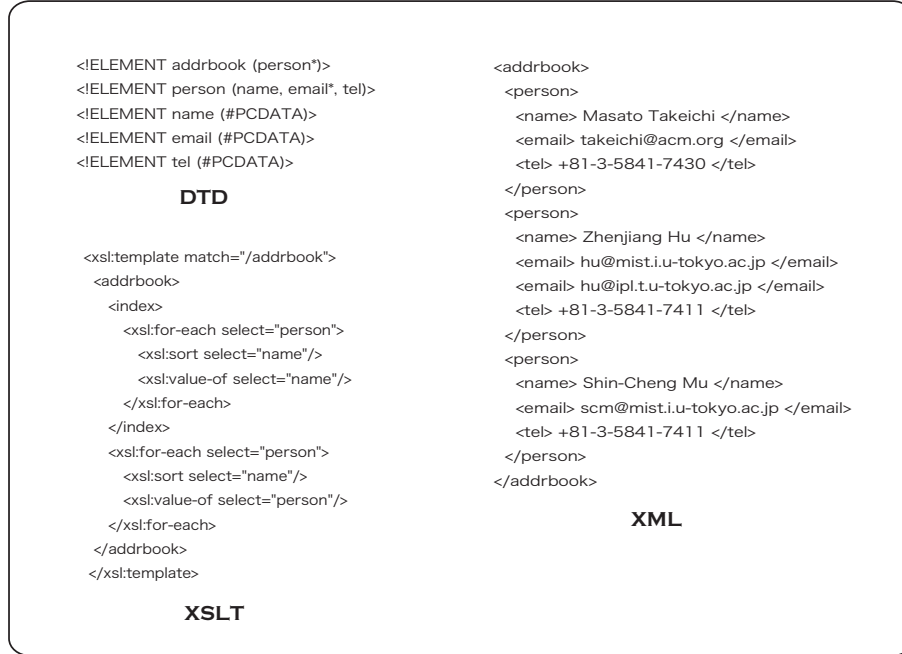 <!ELEMENT addrbook (person*)>
<!ELEMENT person (name, email*, tel)>
<!ELEMENT name (#PCDATA)>
<!ELEMENT email (#PCDATA)>
<!ELEMENT tel (#PCDATA)>
DTD
<xsl:template match="/addrbook">
<addrbook>
<index>
<xsl:for-each select="person">
<xsl:sort select="name"/>
<xsl:value-of select="name"/>
</xsl:for-each>
</index>
<xsl:for-each select="person">
<xsl:sort select="name"/>
<xsl:value-of select="person"/>
</xsl:for-each>
</addrbook>
</xsl:template>
XSLT
<addrbook>
<person>
<name> Masato Takeichi </name>
<email> takeichi@acm.org </email>
<tel> +81-3-5841-7430 </tel>
</person>
<person>
<name> Zhenjiang Hu </name>
<email> hu@mist.i.u-tokyo.ac.jp </email>
<email> hu@ipl.t.u-tokyo.ac.jp </email>
<tel> +81-3-5841-7411 </tel>
</person>
<person>
<name> Shin-Cheng Mu </name>
<email> scm@mist.i.u-tokyo.ac.jp </email>
<tel> +81-3-5841-7411 </tel>
</person>
</addrbook>
XML